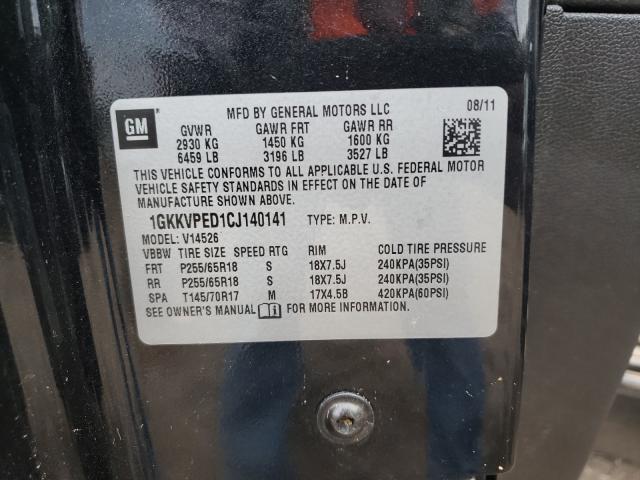 GM
MFD BY GENERAL MOTORS LLC 08/11
GVWR GAWR FRT GAWR RR
2930 KG 1450 KG 1600 KG
6459 LB 3196 LB 3527 LB
THIS VEHICLE CONFORMS TO ALL APPLICABLE U.S. FEDERAL MOTOR
VEHICLE SAFETY STANDARDS IN EFFECT ON THE DATE OF
MANUFACTURE SHOWN ABOVE.
1GKKVPED1CJ140141 TYPE: M.P.V.
MODEL: V14526
VBBW TIRE SIZE SPEED RTG RIM COLD TIRE PRESSURE
FRT P255/65R18 S 18X7.5J 240KPA(35PSI)
RR P255/65R18 S 18X7.5J 240KPA(35PSI)
SPA T145/70R17 M 17X4.5B 420KPA(60PSI)
SEE OWNER'S MANUAL FOR MORE INFORMATION.